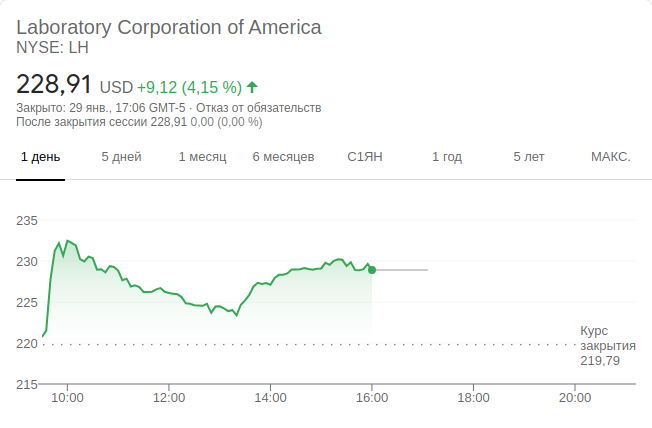 Laboratory Corporation of America
NYSE: LH
228,91 USD +9,12 (4,15 %)
Закрыто: 29 янв., 17:06 GMT-5 · Отказ от обязательств
После закрытия сессии 228,91 0,00 (0,00 %)
1 день 5 дней 1 месяц 6 месяцев С1ЯН 1 год 5 лет МАКС.
235
230
225
220
215
Курс
закрытия
219,79
10:00 12:00 14:00 16:00 18:00 20:00